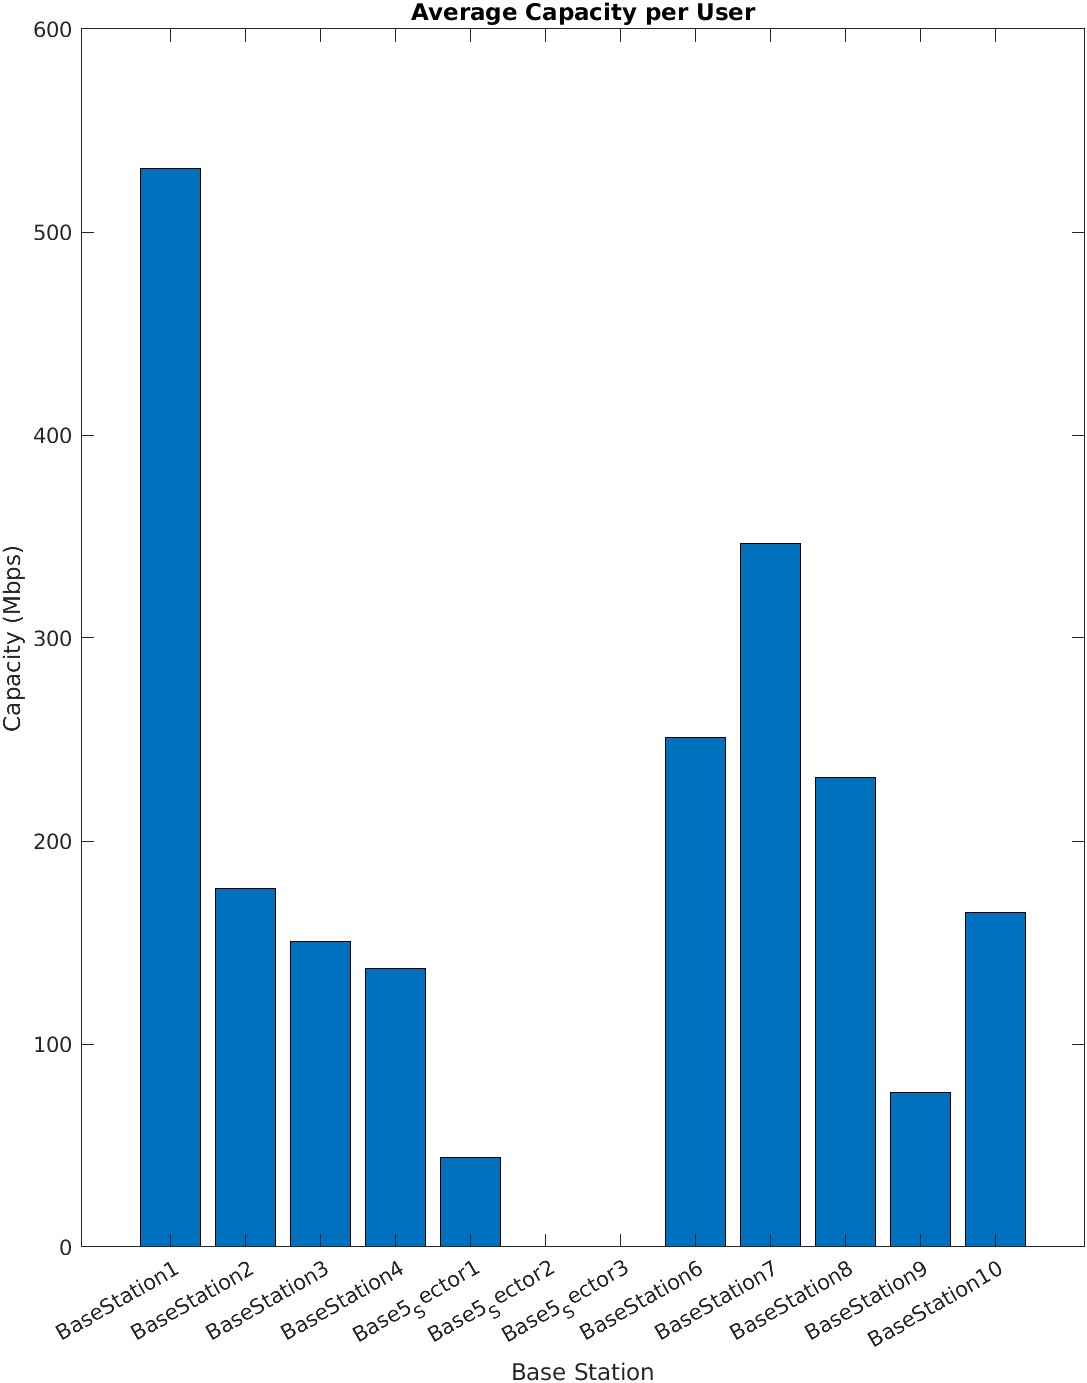 Average Capacity per User
600
500
400
300
200
100
0
Capacity (Mbps)
BaseStation1
BaseStation2
BaseStation3
BaseStation4
Base5sector1
Base5sector2
Base5sector3
BaseStation6
BaseStation7
BaseStation8
BaseStation9
BaseStation10
Base Station